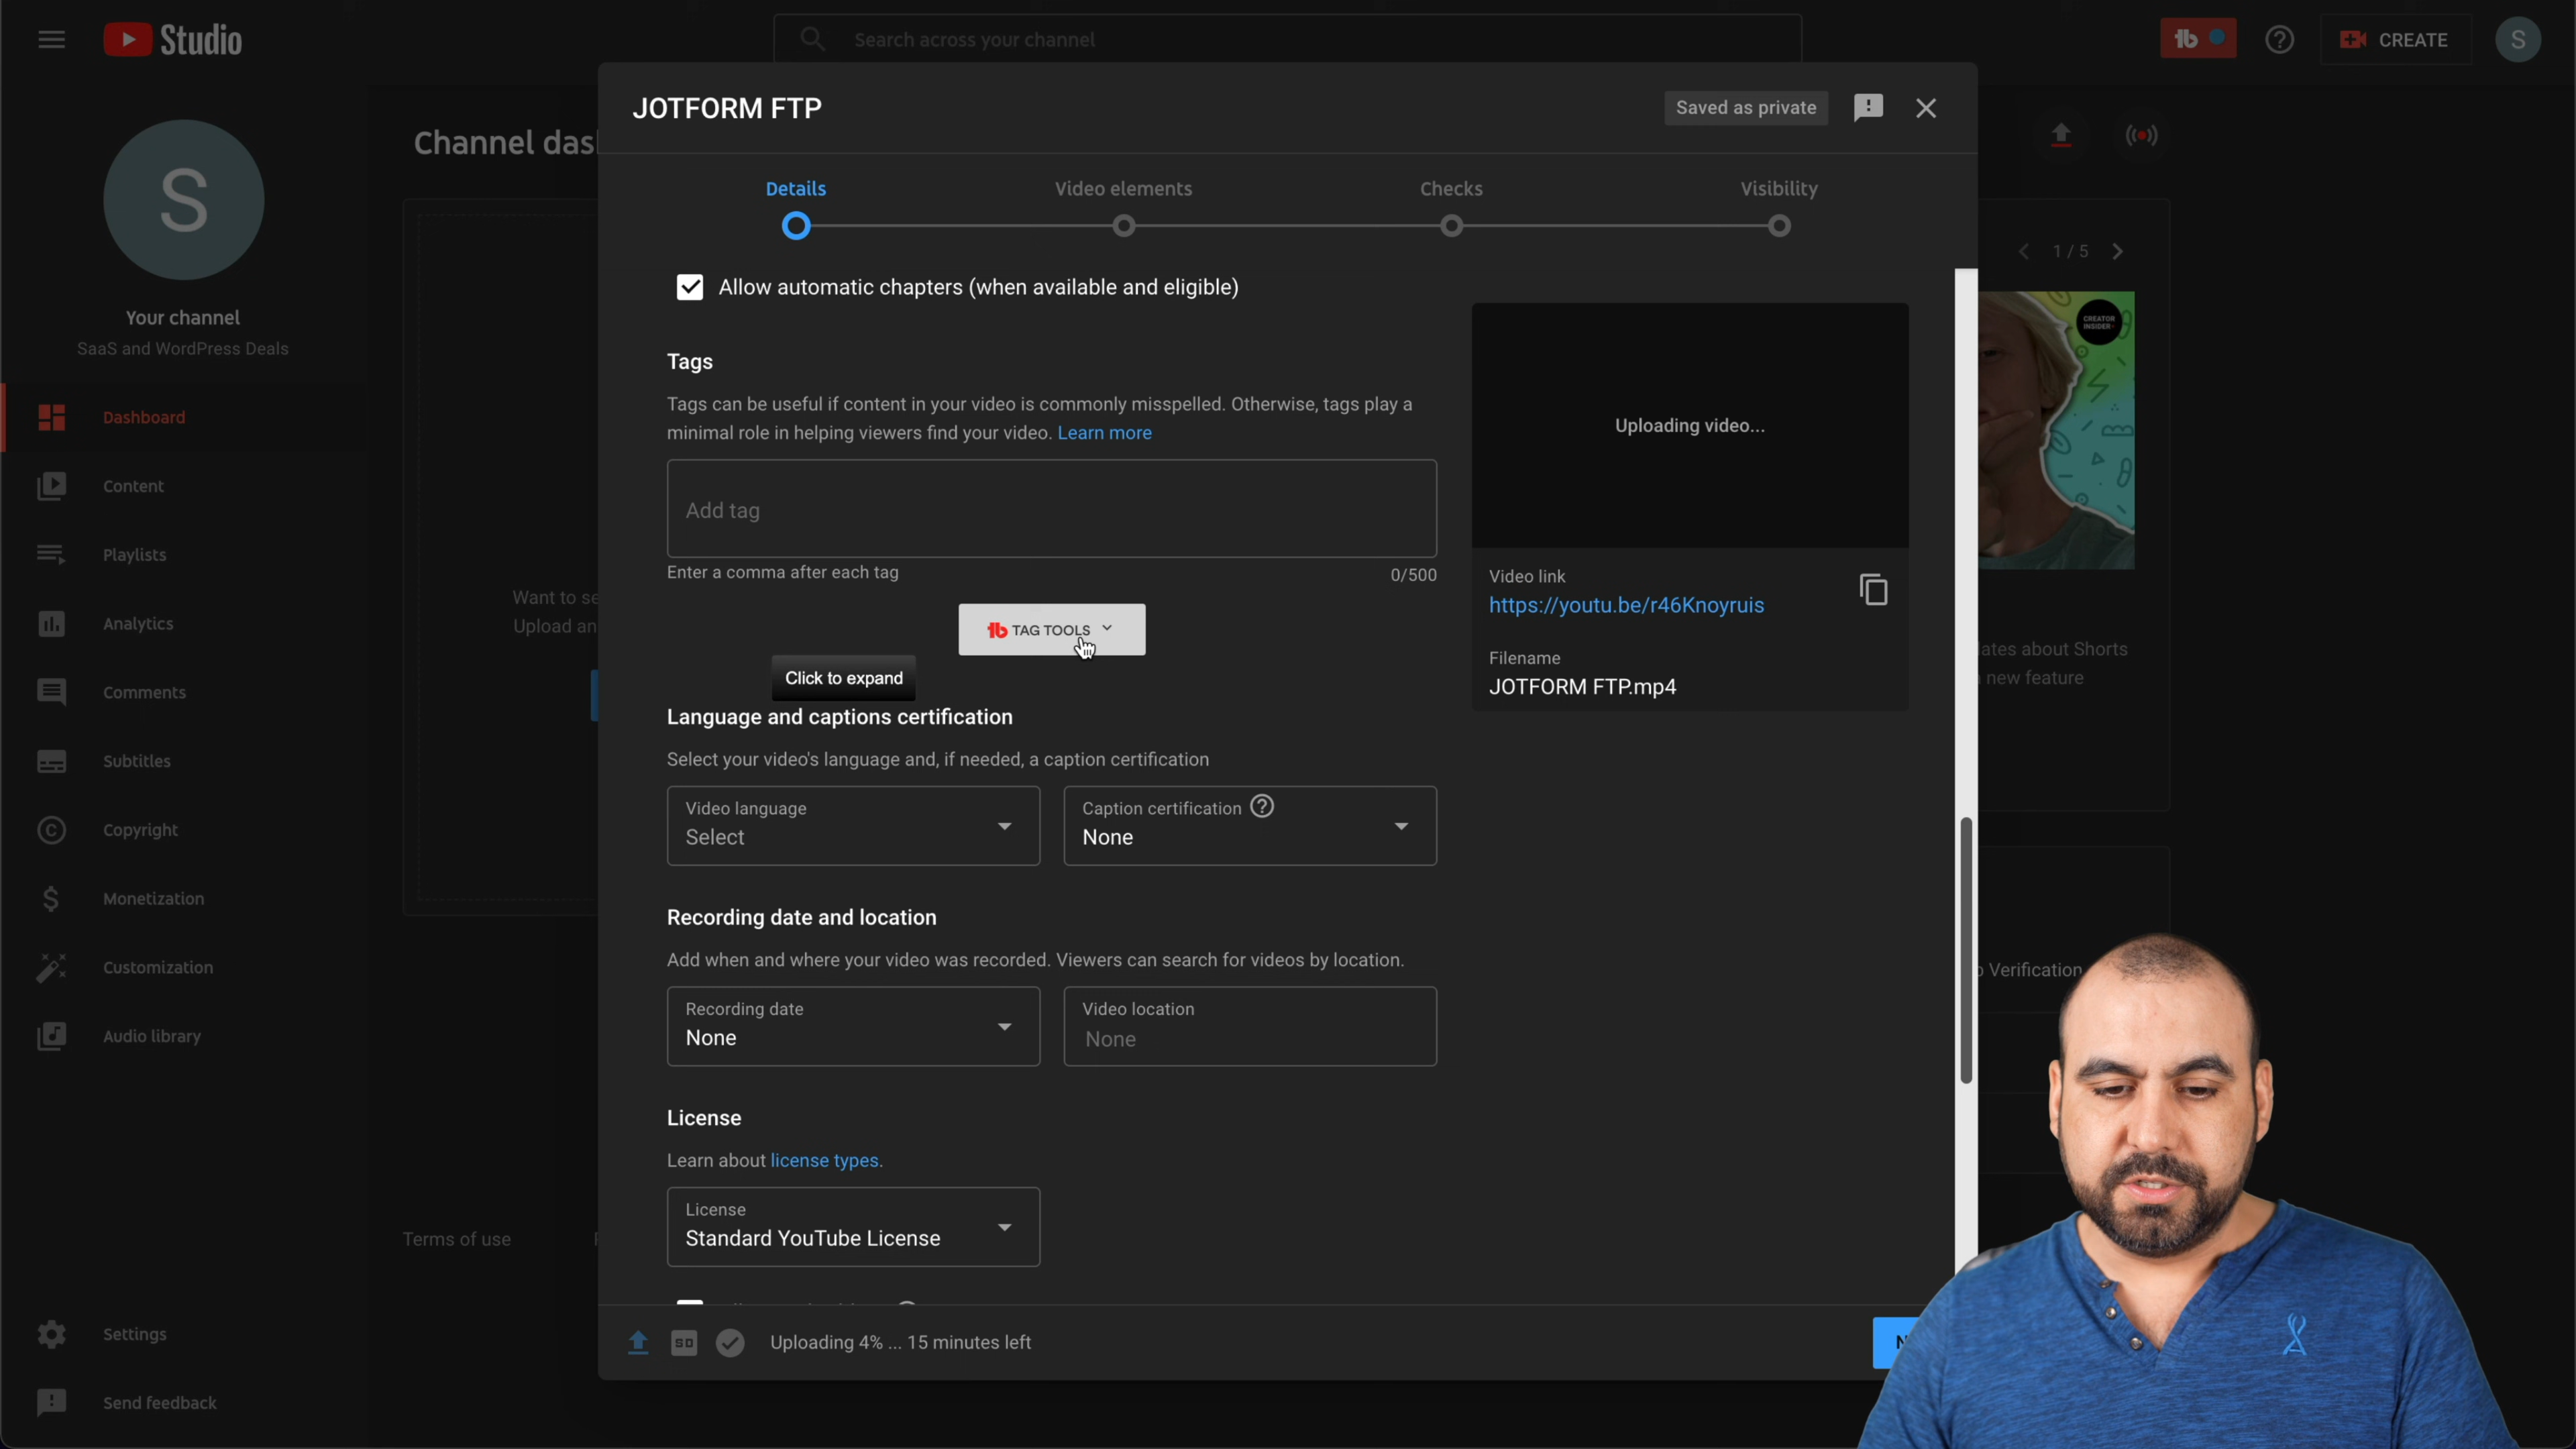 Studio
Search across your channel
CREATE
S
JOTFORM FTP
Saved as private
Channel das
S
Details
Video elements
Checks
Visibility
1 / 5
Allow automatic chapters (when available and eligible)
CREATOR
INSIDER
Your channel
SaaS and WordPress Deals
Tags
Tags can be useful if content in your video is commonly misspelled. Otherwise, tags play a
minimal role in helping viewers find your video. Learn more
Uploading video...
Dashboard
Content
Add tag
Playlists
Enter a comma after each tag
0/500
Video link
https://youtu.be/r46Knoyruis
Want to se
Upload an
Analytics
TAG TOOLS
Click to expand
Filename
JOTFORM FTP.mp4
ates about Shorts
new feature
Comments
Language and captions certification
Select your video's language and, if needed, a caption certification
Subtitles
Video language
Select
Caption certification
None
Copyright
Monetization
Recording date and location
Add when and where your video was recorded. Viewers can search for videos by location.
Verification
Customization
Recording date
None
Video location
None
Audio library
License
Learn about license types.
License
Standard YouTube License
Terms of use
Settings
SD
Uploading 4% ... 15 minutes left
Send feedback